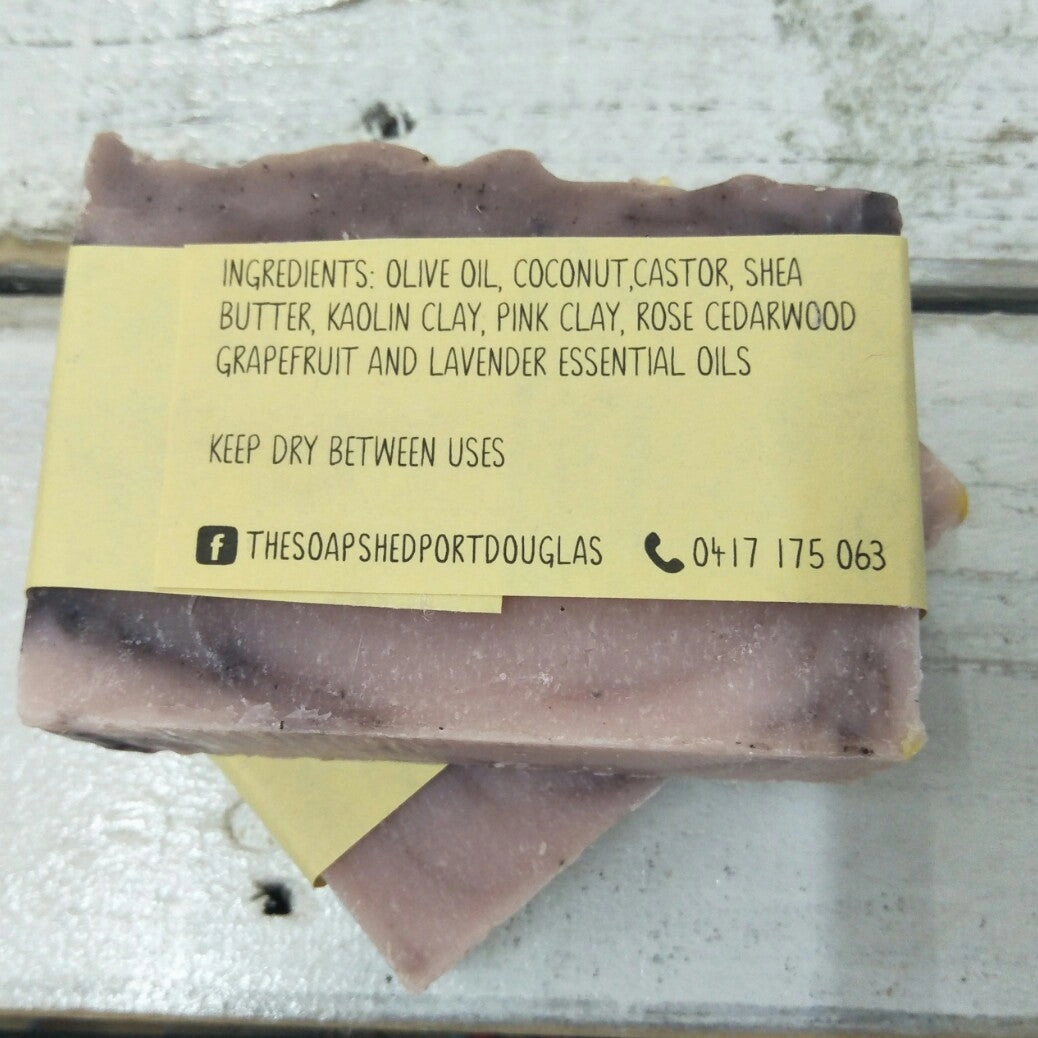 INGREDIENTS: OLIVE OIL, COCONUT,CASTOR, SHEA
BUTTER, KAOLIN CLAY, PINK CLAY, ROSE CEDARWOOD
GRAPEFRUIT AND LAVENDER ESSENTIAL OILS
KEEP DRY BETWEEN USES
f THESOAPSHEDPORTDOUGLAS 0417 175 063